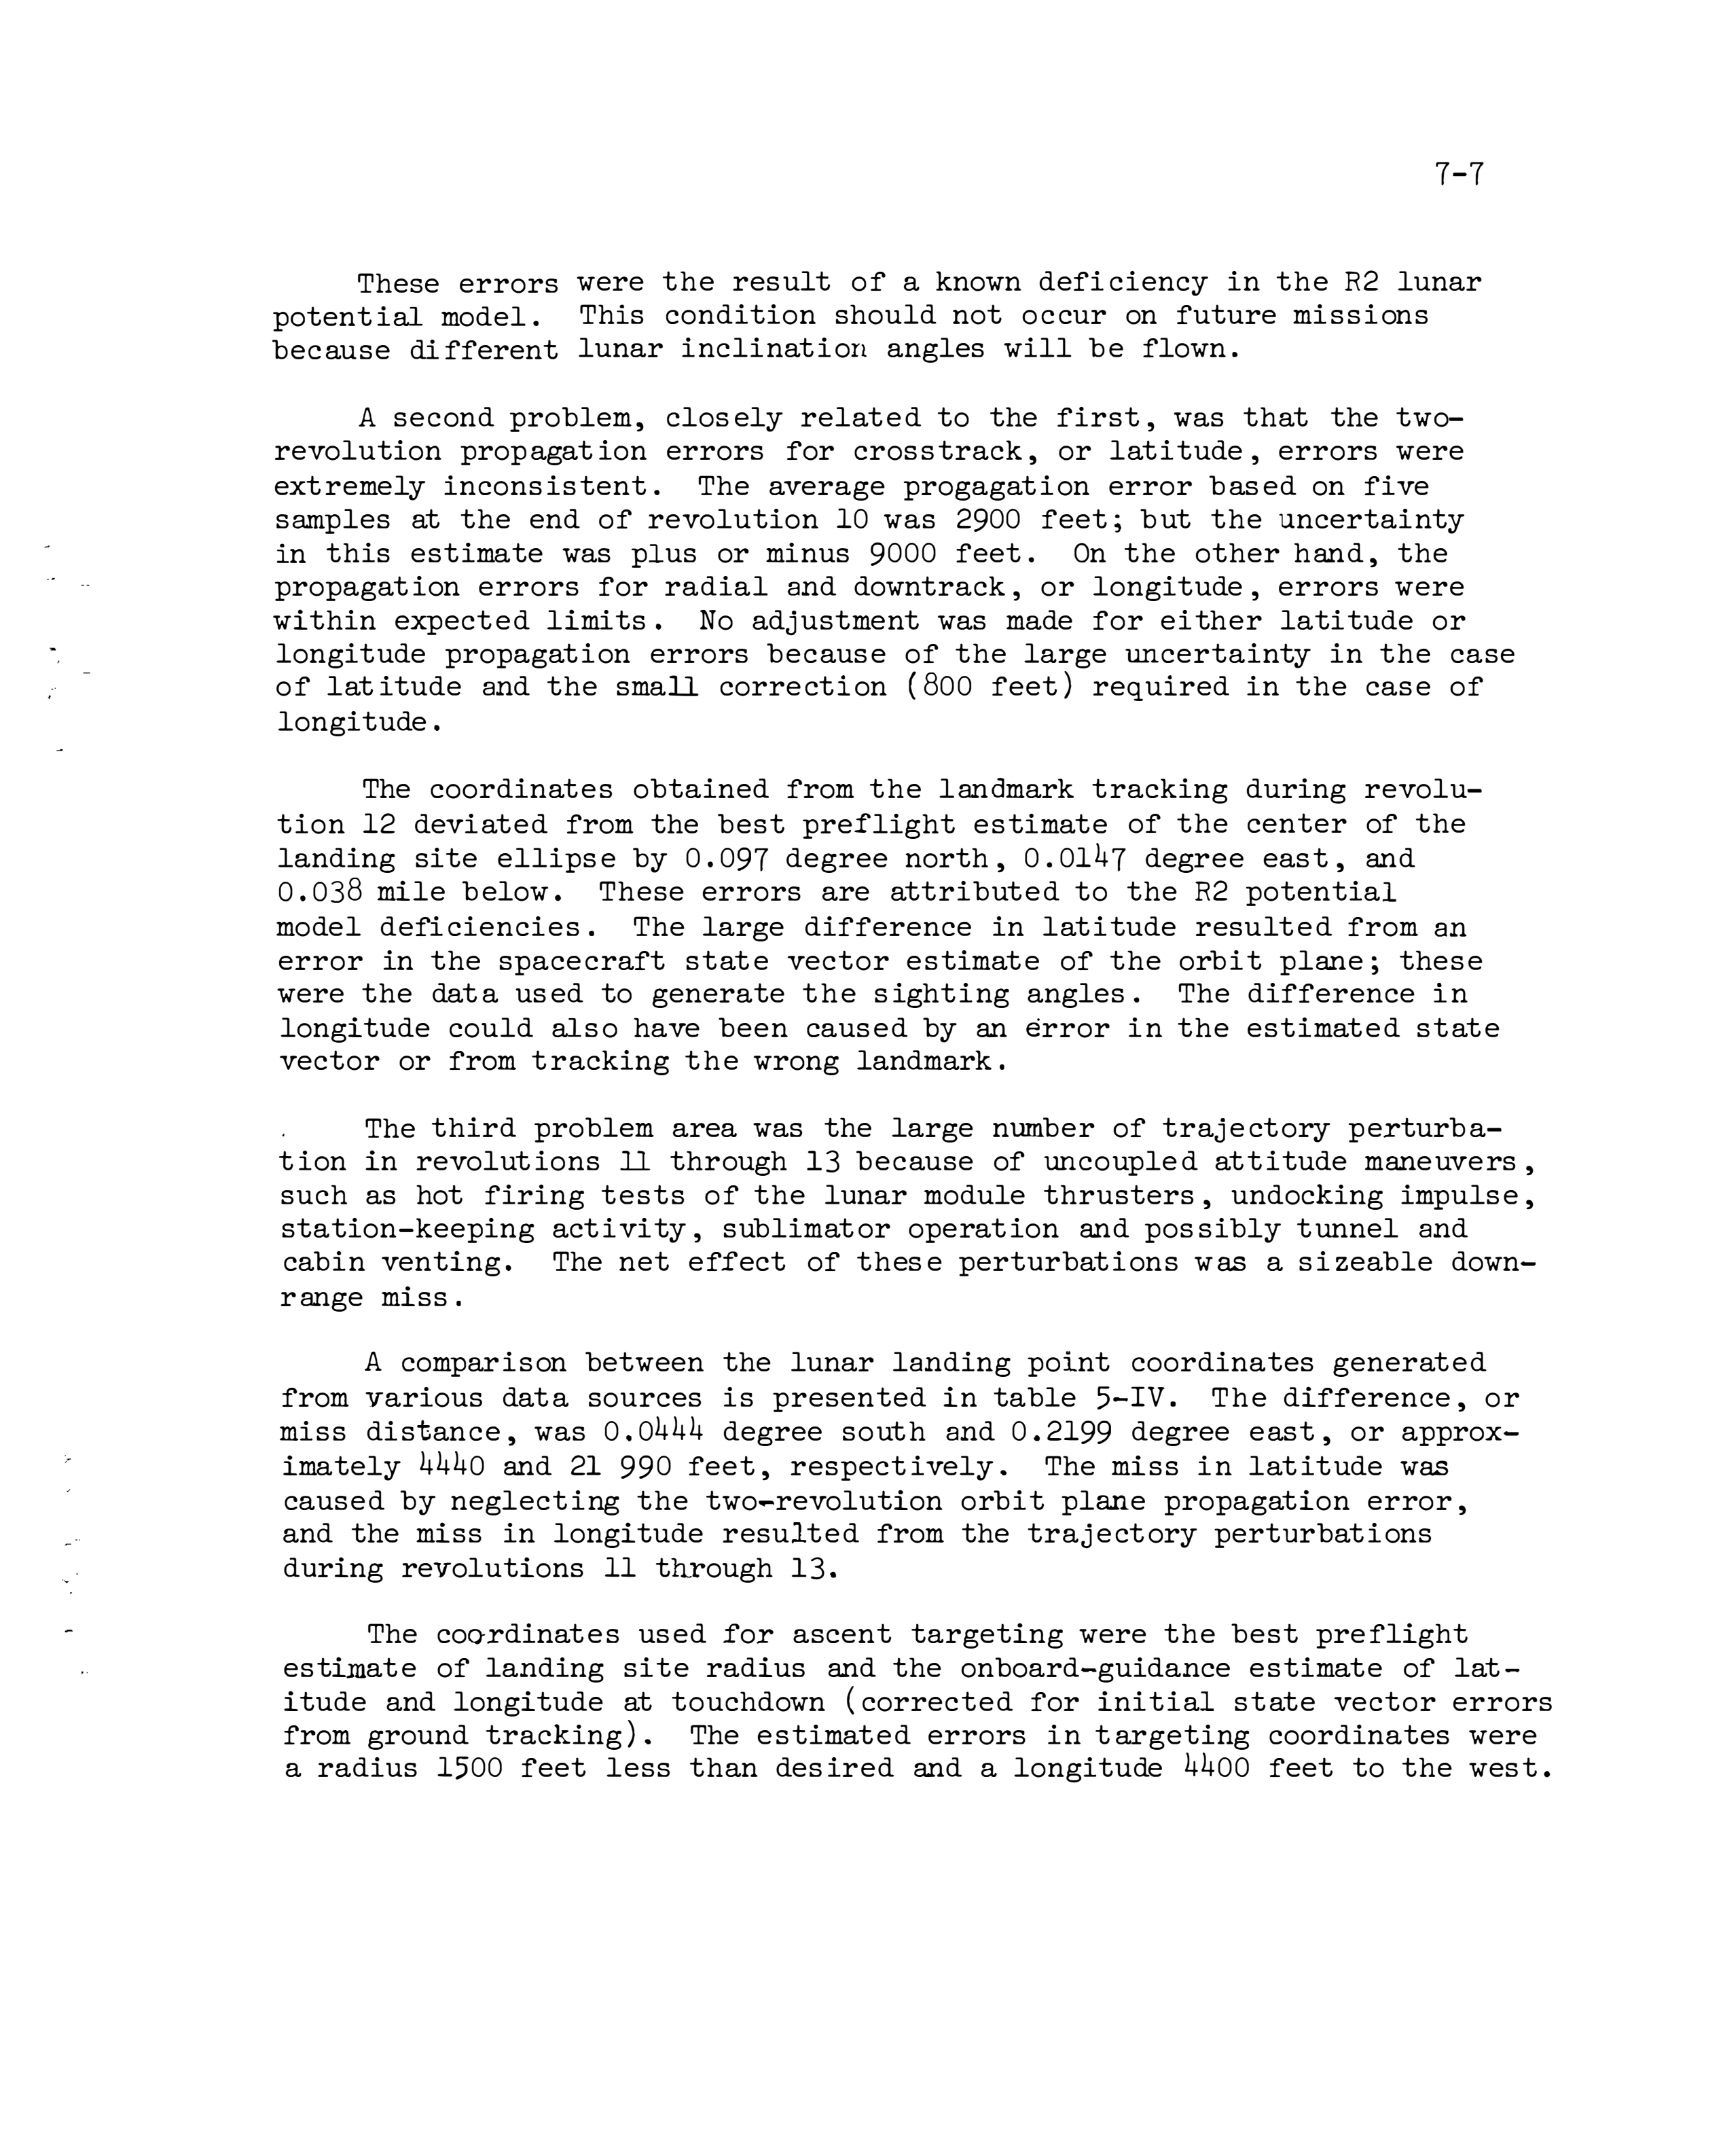 7-7
These errors were the result of a known deficiency in the R2 lunar
potential model. This condition should not occur on future missions
because different lunar inclination angles will be flown.
A second problem, closely related to the first, was that the two-
revolution propagation errors for crosstrack, or latitude, errors were
extremely inconsistent. The average progagation error based on five
samples at the end of revolution 10 was 2900 feet; but the uncertainty
in this estimate was plus or minus 9000 feet. On the other hand, the
propagation errors for radial and downtrack, or longitude, errors were
within expected limits. No adjustment was made for either latitude or
longitude propagation errors because of the large uncertainty in the case
of latitude and the small correction (800 feet) required in the case of
longitude.
The coordinates obtained from the landmark tracking during revolu-
tion 12 deviated from the best preflight estimate of the center of the
landing site ellipse by 0.097 degree north, 0.0147 degree east, and
0.038 mile below. These errors are attributed to the R2 potential
model deficiencies. The large difference in latitude resulted from an
error in the spacecraft state vector estimate of the orbit plane; these
were the data used to generate the sighting angles. The difference in
longitude could also have been caused by an error in the estimated state
vector or from tracking the wrong landmark.
The third problem area was the large number of trajectory perturba-
tion in revolutions 11 through 13 because of uncoupled attitude maneuvers,
such as hot firing tests of the lunar module thrusters, undocking impulse,
station-keeping activity, sublimator operation and possibly tunnel and
cabin venting. The net effect of these perturbations was a sizeable down-
range miss.
A comparison between the lunar landing point coordinates generated
from various data sources is presented in table 5-IV. The difference, or
miss distance, was 0.0444 degree south and 0.2199 degree east, or approx-
imately 4440 and 21 990 feet, respectively. The miss in latitude was
caused by neglecting the two-revolution orbit plane propagation error,
and the miss in longitude resulted from the trajectory perturbations
during revolutions 11 through 13.
The coordinates used for ascent targeting were the best preflight
estimate of landing site radius and the onboard-guidance estimate of lat-
itude and longitude at touchdown (corrected for initial state vector errors
from ground tracking). The estimated errors in targeting coordinates were
a radius 1500 feet less than desired and a longitude 4400 feet to the west.